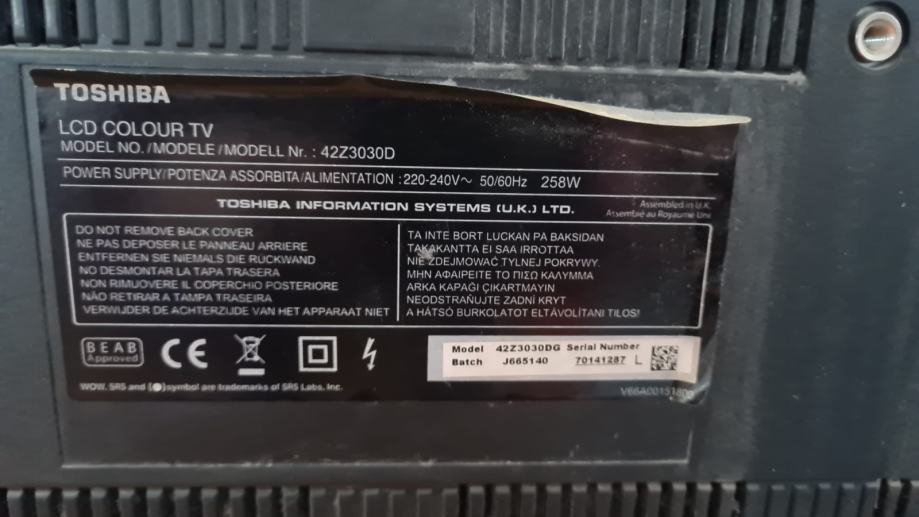 TOSHIBA
LCD COLOUR TV
MODEL NO./MODELE/MODELL Nr. : 42Z3030D
POWER SUPPLY/POTENZA ASSORBITA/ALIMENTATION :220-240V~ 50/60Hz 258W
TOSHIBA INFORMATION SYSTEMS (U.K.) LTD.
Assembled in U.K.
Assemblé au Royaume Uni
DO NOT REMOVE BACK COVER
NE PAS DEPOSER LE PANNEAU ARRIERE
ENTFERNEN SIE NIEMALS DIE RÜCKWAND
NO DESMONTAR LA TAPA TRASERA
NON RIMUOVERE IL COPERCHIO POSTERIORE
NÃO RETIRAR A TAMPA TRASEIRA
VERWIJDER DE ACHTERZIJDE VAN HET APPARAAT NIET
TA INTE BORT LUCKAN PA BAKSIDAN
TAKAKANTTA EI SAA IRROTTAA
NIE ZDEJMOWAĆ TYLNEJ POKRYWY.
ΜΗΝ ΑΦΑΙΡΕΙΤΕ ΤΟ ΠΙΣΩ ΚΑΛΥΜΜΑ
ARKA KAPAĞI ÇIKARTMAYIN
NEODSTRAŇUJTE ZADNÍ KRYT
A HÁTSÓ BURKOLATOT ELTÁVOLÍTANI TILOS!
BEAB
Approved
CE
Model 42Z3030DG Serial Number
Batch J665140 70141287 L
WOW, SRS and symbol are trademarks of SRS Labs, Inc.